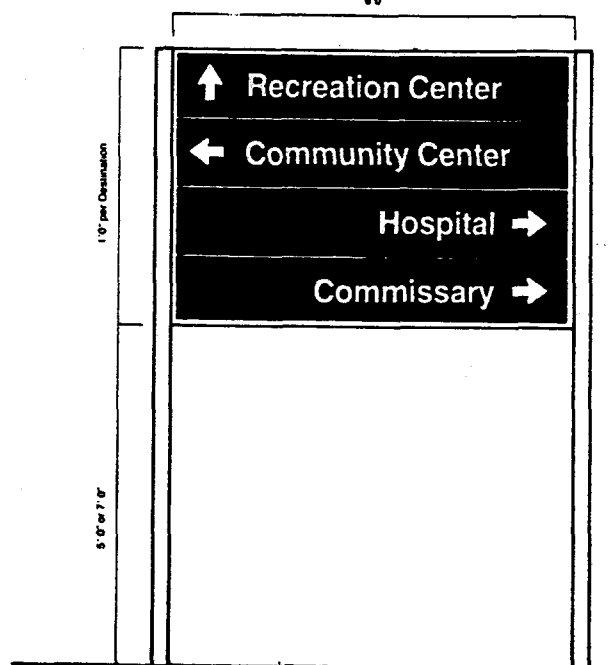 Recreation Center
Community Center
Hospital
Commissary
1'0" per Destination
5'0" or 7'0"